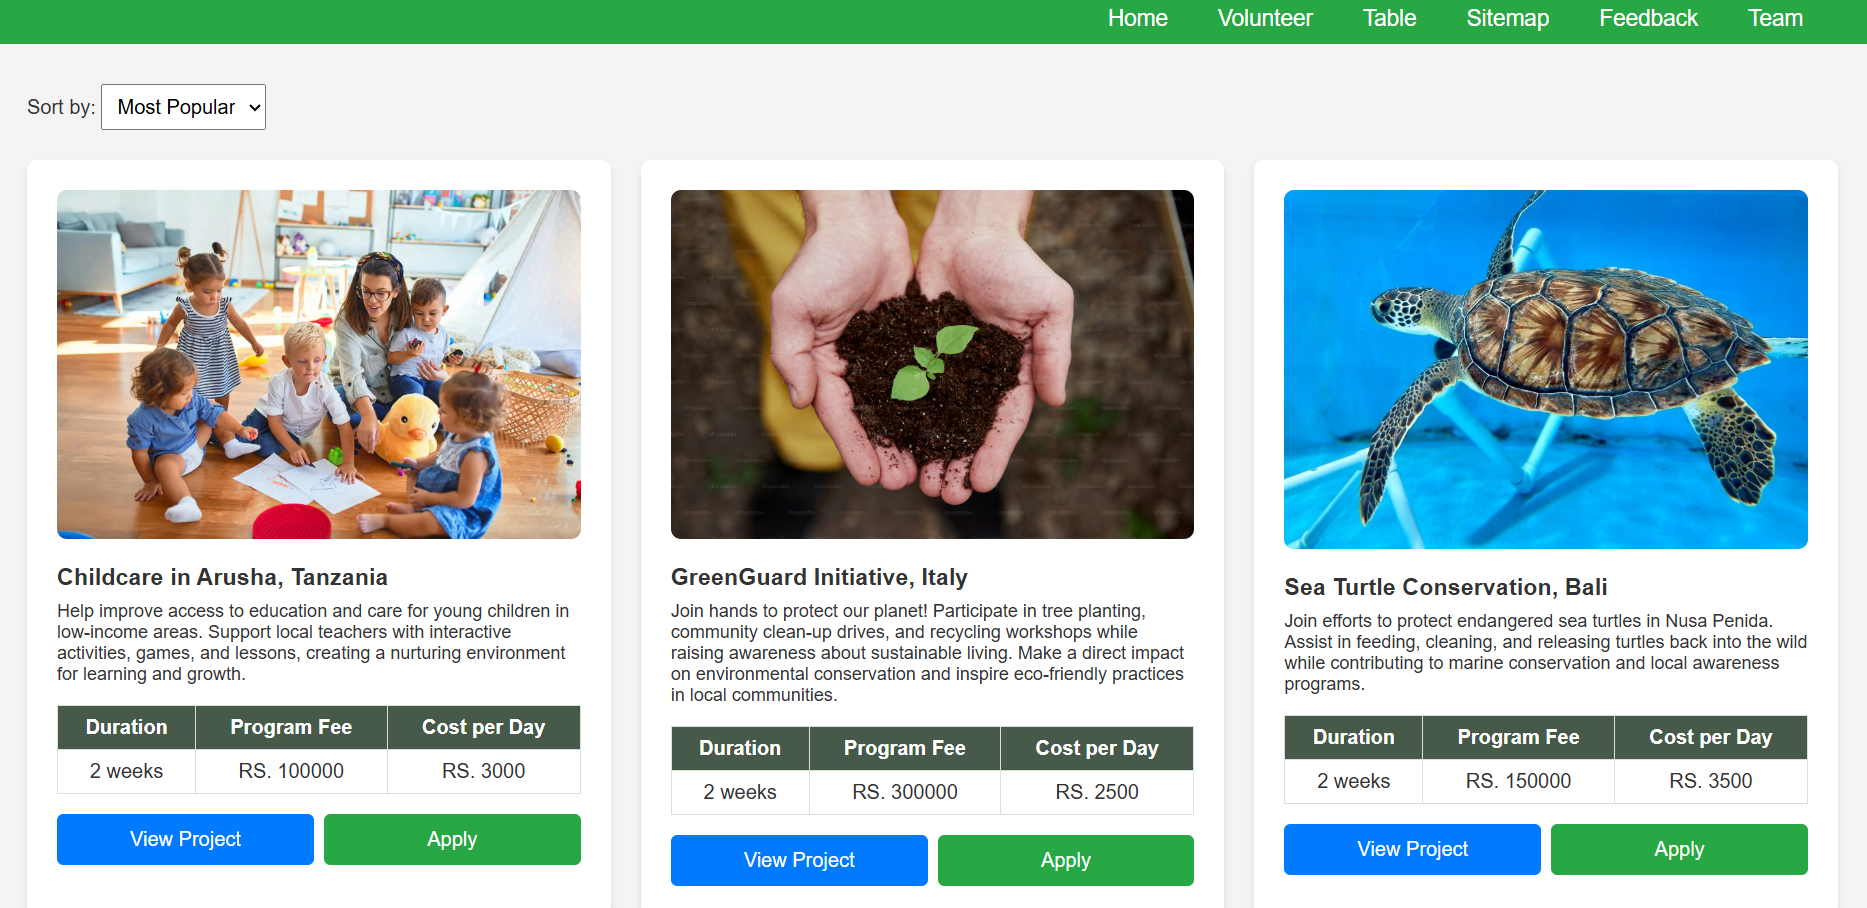 Home Volunteer Table Sitemap Feedback Team
Sort by: Most Popular
Childcare in Arusha, Tanzania
Help improve access to education and care for young children in
low-income areas. Support local teachers with interactive
activities, games, and lessons, creating a nurturing environment
for learning and growth.
Duration Program Fee Cost per Day
2 weeks RS. 100000 RS. 3000
View Project Apply
GreenGuard Initiative, Italy
Join hands to protect our planet! Participate in tree planting,
community clean-up drives, and recycling workshops while
raising awareness about sustainable living. Make a direct impact
on environmental conservation and inspire eco-friendly practices
in local communities.
Duration Program Fee Cost per Day
2 weeks RS. 300000 RS. 2500
View Project Apply
Sea Turtle Conservation, Bali
Join efforts to protect endangered sea turtles in Nusa Penida.
Assist in feeding, cleaning, and releasing turtles back into the wild
while contributing to marine conservation and local awareness
programs.
Duration Program Fee Cost per Day
2 weeks RS. 150000 RS. 3500
View Project Apply